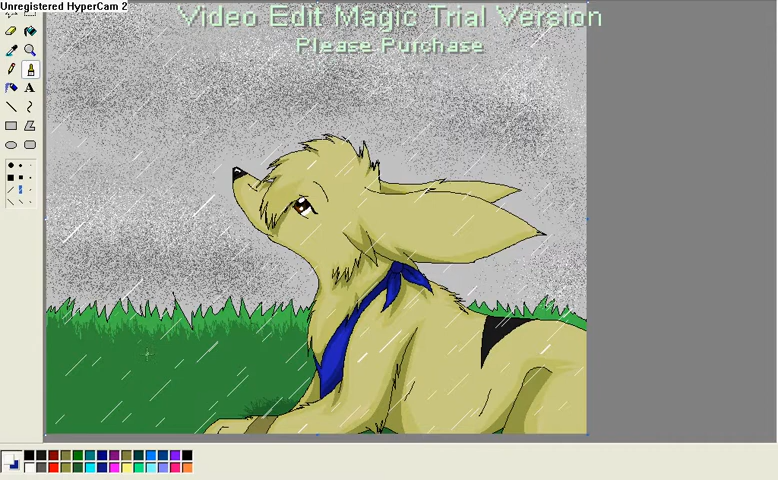 Unregistered HyperCam 2
Video Edit Magic Trial Version
Please Purchase
A